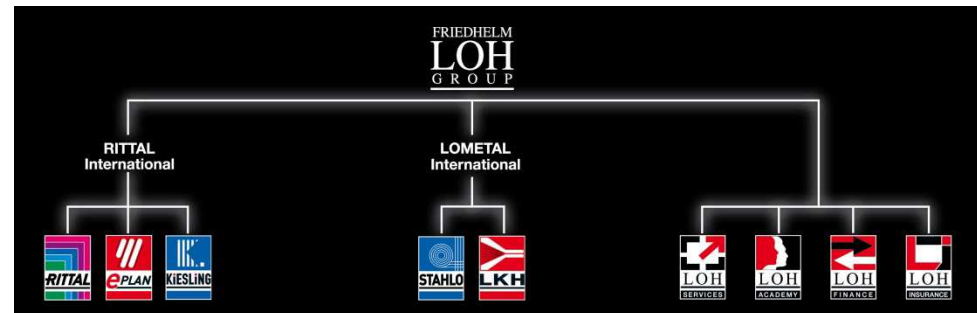 FRIEDHELM
LOH
GROUP
RITTAL
International
LOMETAL
International
RITTAL
ePLAN
KiESLiNG
STAHLO
LKH
LOH
SERVICES
LOH
ACADEMY
LOH
FINANCE
LOH
INSURANCE